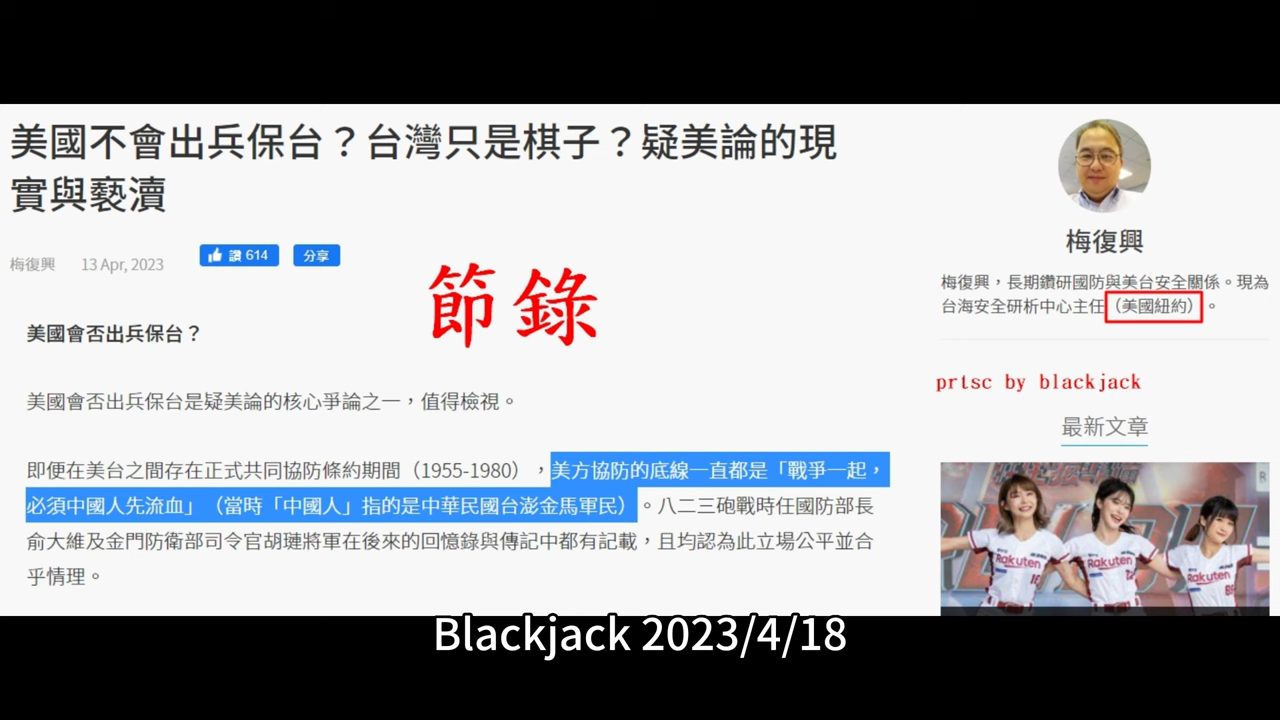 美國不會出兵保台？台灣只是棋子？疑美論的現
實與褻瀆
梅復興 13 Apr, 2023 讚 614 分享
節錄
美國會否出兵保台？
美國會否出兵保台是疑美論的核心爭論之一，值得檢視。
即便在美台之間存在正式共同協防條約期間（1955-1980），美方協防的底線一直都是「戰爭一起，
必須中國人先流血」（當時「中國人」指的是中華民國台澎金馬軍民）。八二三砲戰時任國防部長
俞大維及金門防衛部司令官胡璉將軍在後來的回憶錄與傳記中都有記載，且均認為此立場公平並合
乎情理。
梅復興
梅復興，長期鑽研國防與美台安全關係。現為
台海安全研析中心主任（美國紐約）。
prtsc by blackjack
最新文章
Rakuten
Rakuten
Rakuten
Blackjack 2023/4/18